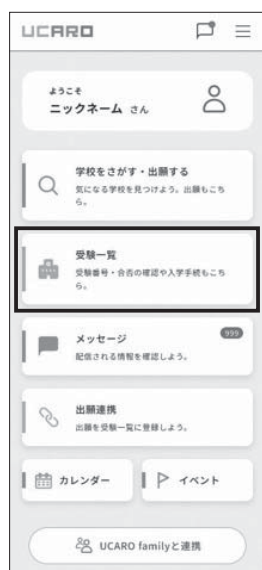 UCARO
ようこそ
ニックネーム さん
学校をさがす・出願する
気になる学校を見つけよう。出願もこち
ら。
受験一覧
受験番号・合否の確認や入学手続もこち
ら。
メッセージ
999
配信される情報を確認しよう。
出願連携
出願を受験一覧に登録しよう。
カレンダー
イベント
UCARO familyと連携